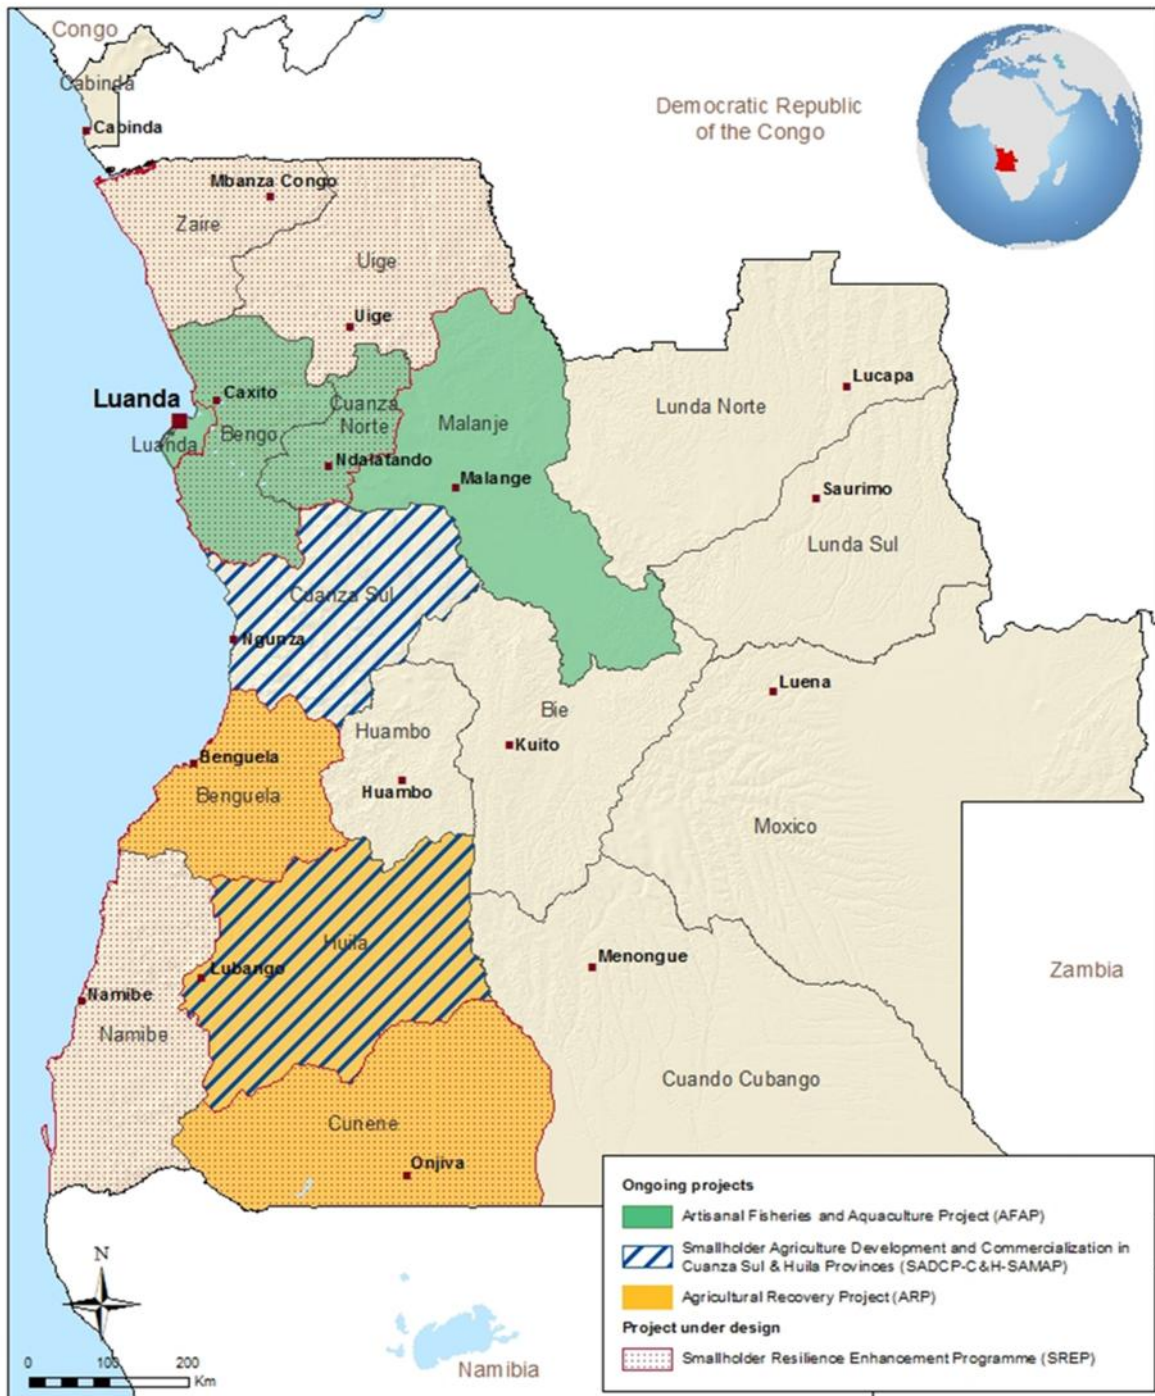 Congo
Cabinda
Cabinda
Democratic Republic
of the Congo
Mbanza Congo
Zaire
Uige
Uige
Lucapa
Caxito
Luanda
Cuanza
Norte
Lunda Norte
Malanje
Bengo
Luanda
Ndalatando
Malange
Saurimo
Lunda Sul
Cuanza Sul
Ngunza
Luena
Bie
Huambo
Kuito
Benguela
Huambo
Benguela
Moxico
Huila
Menongue
Lubango
Zambia
Namibe
Namibe
Cuando Cubango
Cunene
Onjiva
Ongoing projects
Artisanal Fisheries and Aquaculture Project (AFAP)
Smallholder Agriculture Development and Commercialization in
Cuanza Sul & Huila Provinces (SADCP-C&H-SAMAP)
Agricultural Recovery Project (ARP)
Project under design
Smallholder Resilience Enhancement Programme (SREP)
N
0 100 200
Km
Namibia